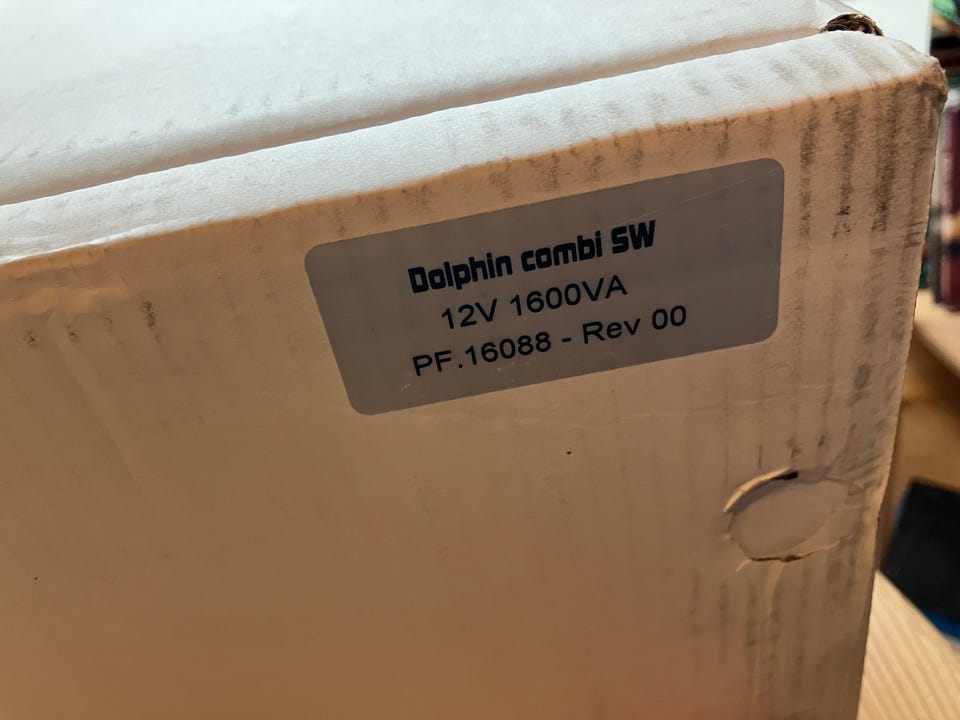 Dolphin combi SW
12V 1600VA
PF.16088 - Rev 00